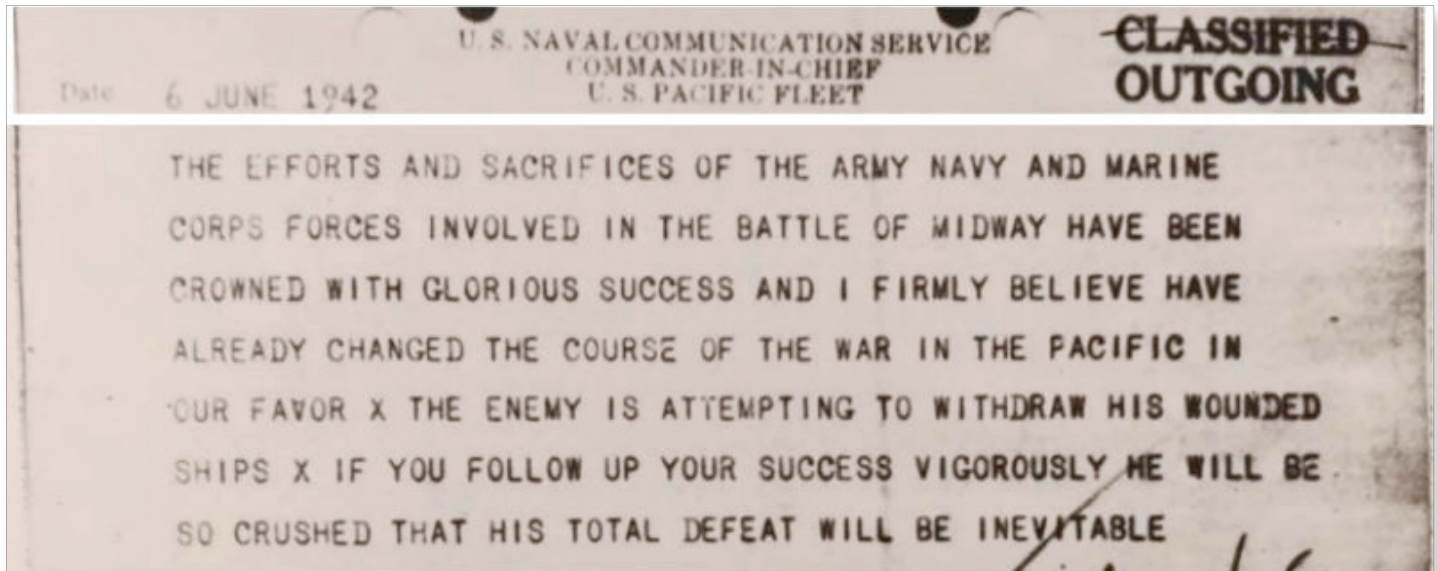 U. S. NAVAL COMMUNICATION SERVICE
COMMANDER-IN-CHIEF
U. S. PACIFIC FLEET
CLASSIFIED
OUTGOING
Date 6 JUNE 1942
THE EFFORTS AND SACRIFICES OF THE ARMY NAVY AND MARINE
CORPS FORCES INVOLVED IN THE BATTLE OF MIDWAY HAVE BEEN
CROWNED WITH GLORIOUS SUCCESS AND I FIRMLY BELIEVE HAVE
ALREADY CHANGED THE COURSE OF THE WAR IN THE PACIFIC IN
OUR FAVOR X THE ENEMY IS ATTEMPTING TO WITHDRAW HIS WOUNDED
SHIPS X IF YOU FOLLOW UP YOUR SUCCESS VIGOROUSLY HE WILL BE
SO CRUSHED THAT HIS TOTAL DEFEAT WILL BE INEVITABLE